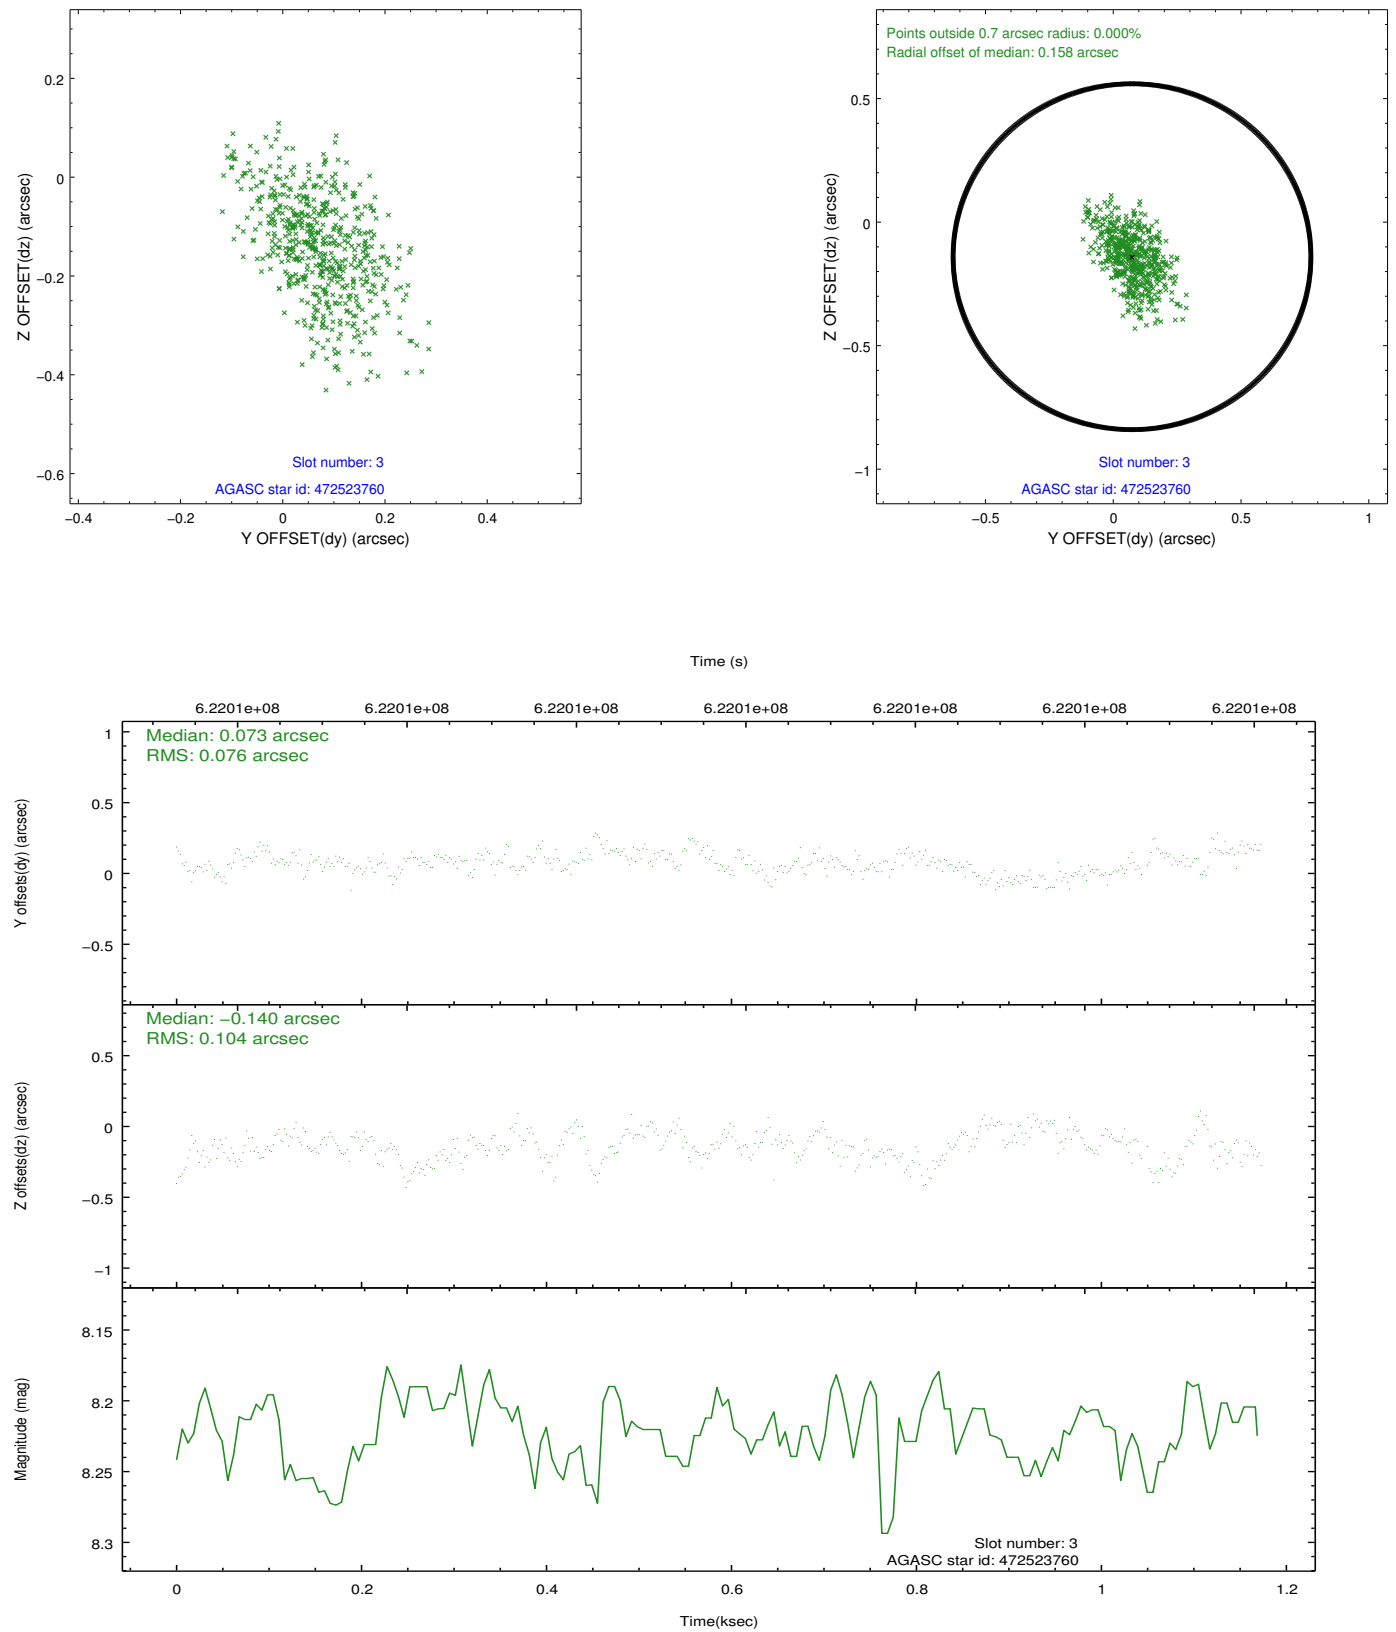 0.2
0
−0.2
−0.4
−0.6
Z OFFSET(dz) (arcsec)
Slot number: 3
AGASC star id: 472523760
−0.4
−0.2
0
0.2
0.4
Y OFFSET(dy) (arcsec)
Points outside 0.7 arcsec radius: 0.000%
Radial offset of median: 0.158 arcsec
0.5
0
−0.5
−1
Z OFFSET(dz) (arcsec)
Slot number: 3
AGASC star id: 472523760
−0.5
0
0.5
1
Y OFFSET(dy) (arcsec)
Time (s)
6.2201e+08
6.2201e+08
6.2201e+08
6.2201e+08
6.2201e+08
6.2201e+08
6.2201e+08
Median: 0.073 arcsec
RMS: 0.076 arcsec
1
0.5
0
−0.5
Y offsets(dy) (arcsec)
Median: −0.140 arcsec
RMS: 0.104 arcsec
0.5
0
−0.5
−1
Z offsets(dz) (arcsec)
8.15
8.2
8.25
8.3
Magnitude (mag)
Slot number: 3
AGASC star id: 472523760
0
0.2
0.4
0.6
0.8
1
1.2
Time(ksec)